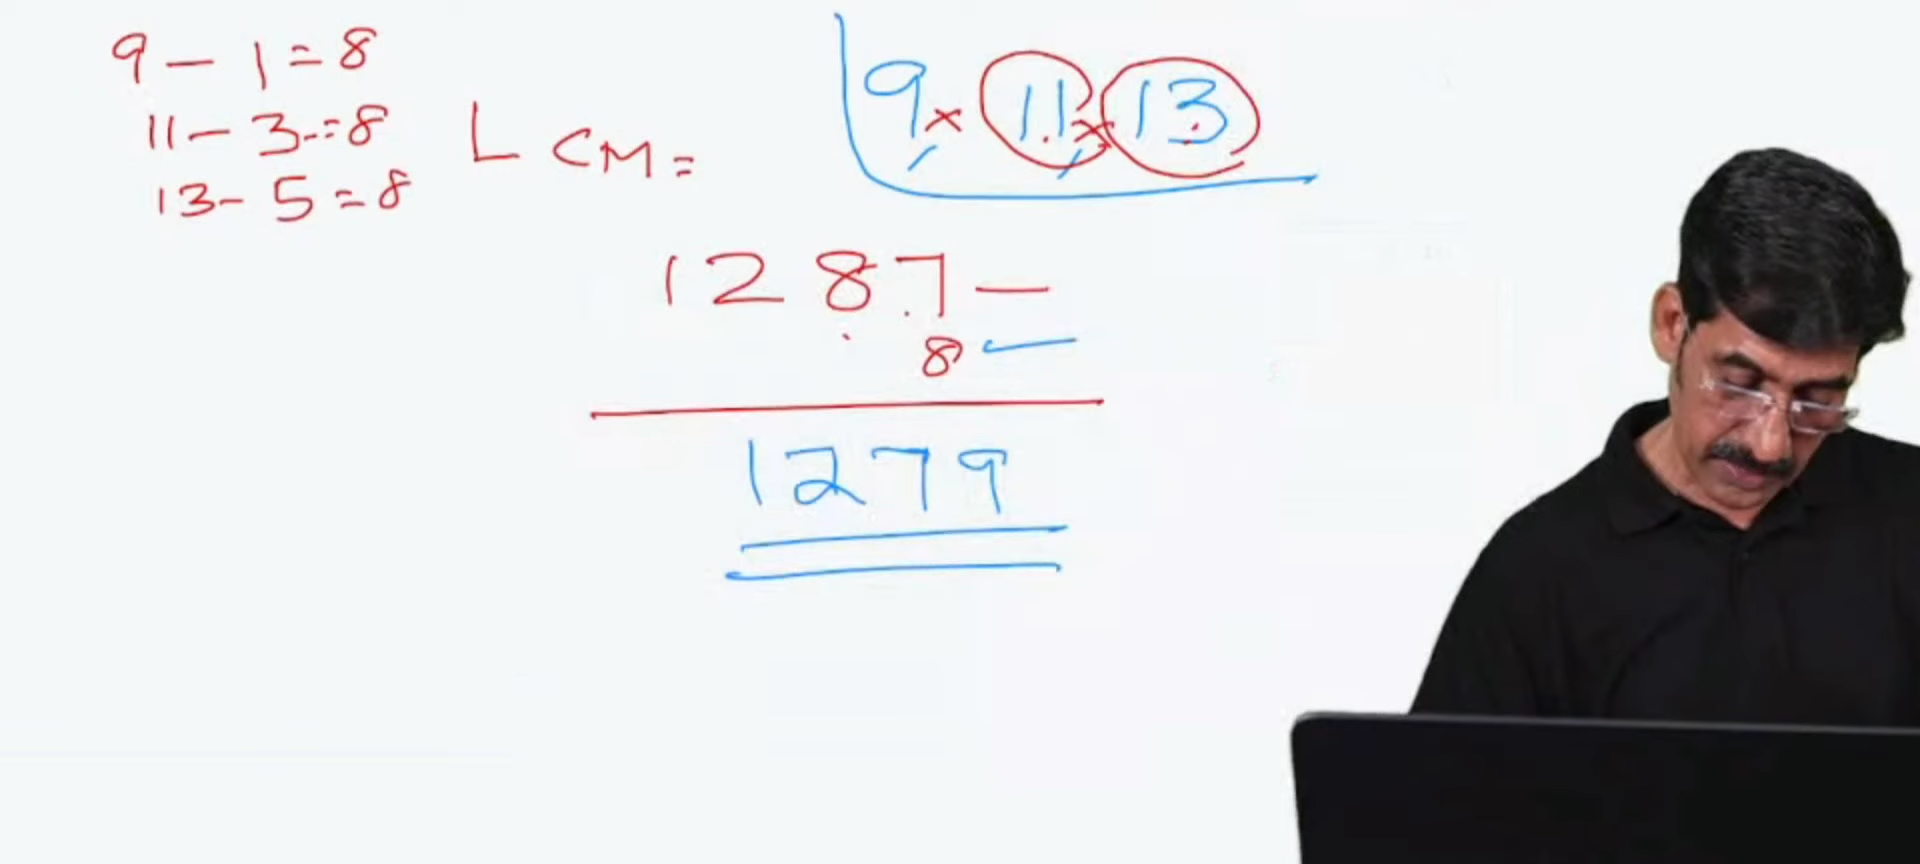 9 - 1 = 8
11 - 3 = 8
13 - 5 = 8
LCM = 9 × 11 × 13
1287 -
8
1279